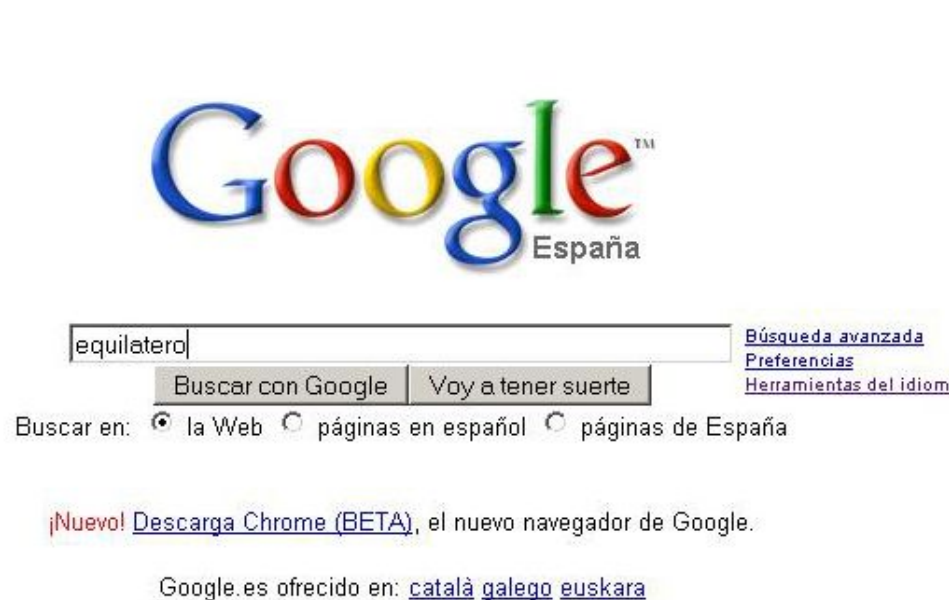 Google™
España
equilatero
Búsqueda avanzada
Preferencias
Herramientas del idiom
Buscar con Google
Voy a tener suerte
Buscar en: la Web páginas en español páginas de España
¡Nuevo! Descarga Chrome (BETA), el nuevo navegador de Google.
Google.es ofrecido en: català galego euskara